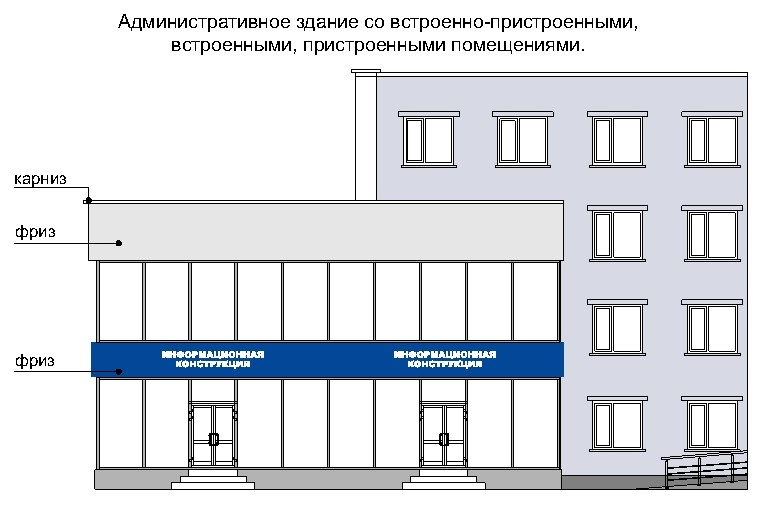 Административное здание со встроенно-пристроенными,
встроенными, пристроенными помещениями.
карниз
фриз
фриз
ИНФОРМАЦИОННАЯ
КОНСТРУКЦИЯ
ИНФОРМАЦИОННАЯ
КОНСТРУКЦИЯ